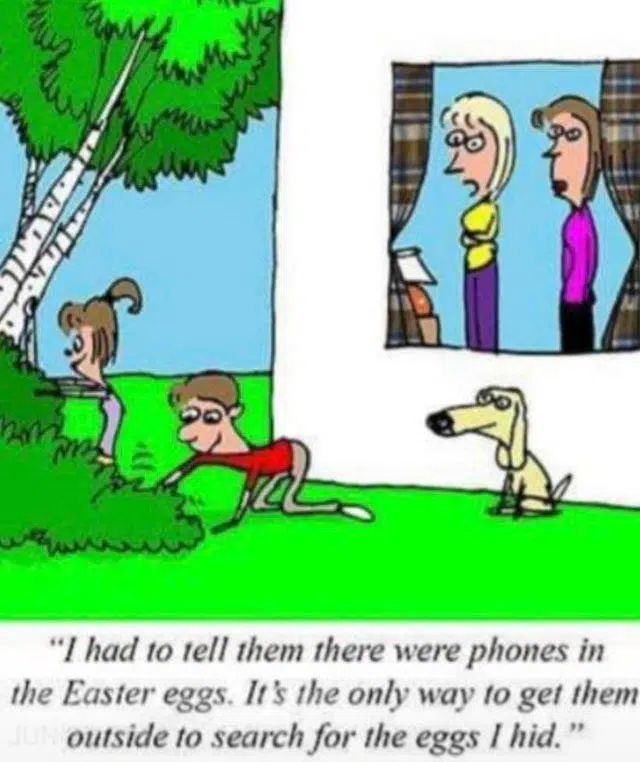 “I had to tell them there were phones in
the Easter eggs. It’s the only way to get them
outside to search for the eggs I hid.”